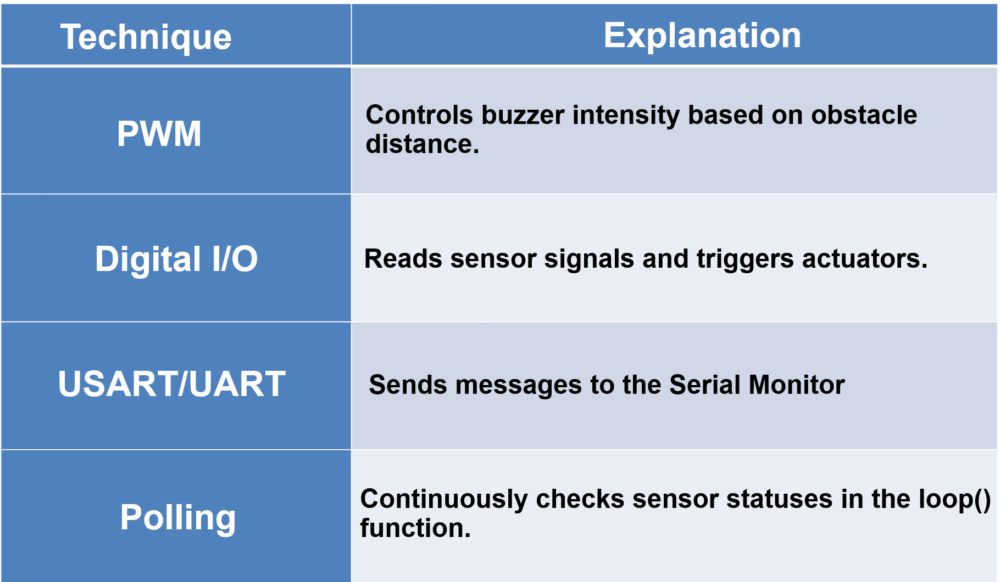 Technique
Explanation
PWM
Controls buzzer intensity based on obstacle
distance.
Digital I/O
Reads sensor signals and triggers actuators.
USART/UART
Sends messages to the Serial Monitor
Polling
Continuously checks sensor statuses in the loop()
function.